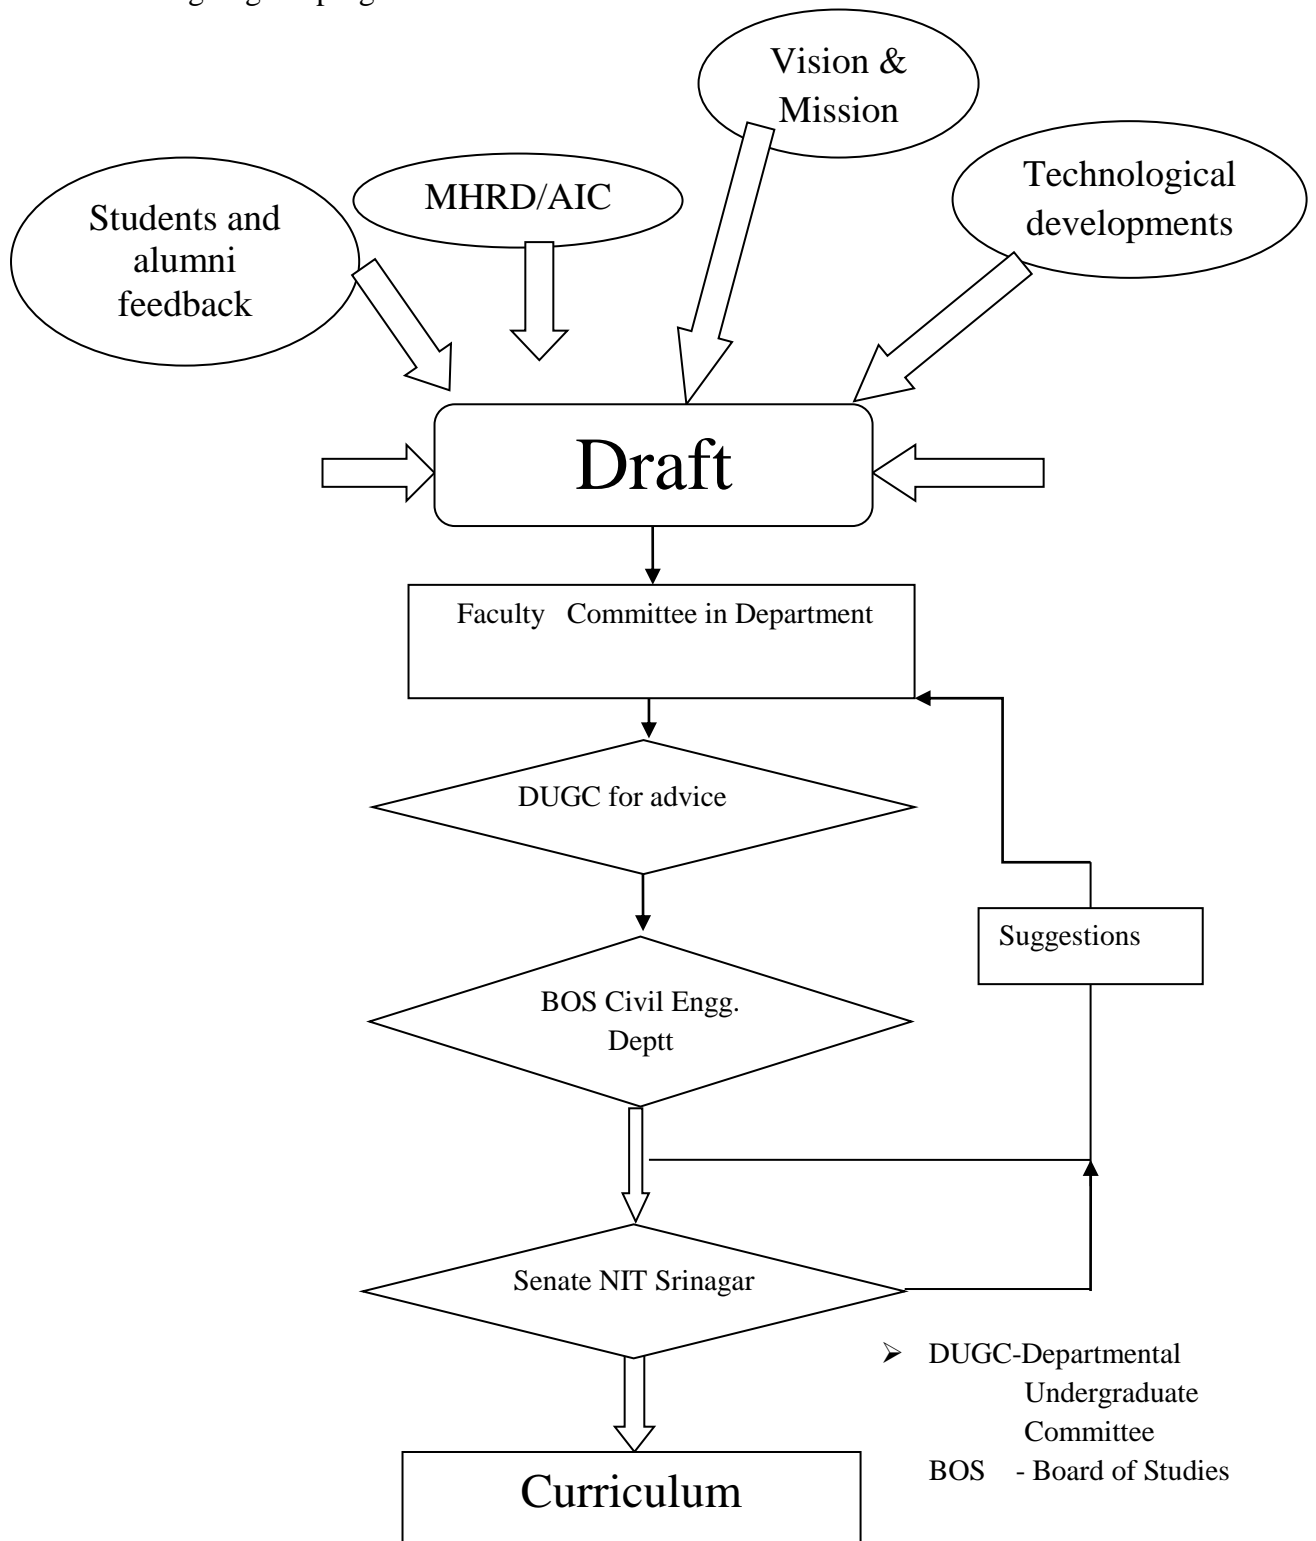 Vision &
Mission
Technological
developments
MHRD/AIC
Students and
alumni
feedback
Draft
Faculty Committee in Department
DUGC for advice
Suggestions
BOS Civil Engg.
Deptt
Senate NIT Srinagar
➢ DUGC-Departmental
Undergraduate
Committee
BOS - Board of Studies
Curriculum